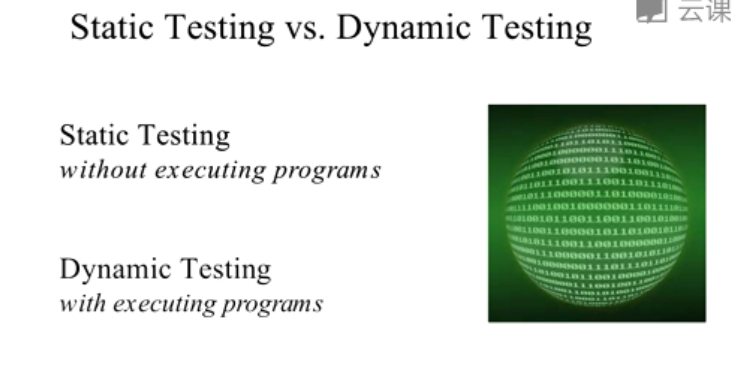 云课
Static Testing vs. Dynamic Testing
Static Testing
without executing programs
Dynamic Testing
with executing programs